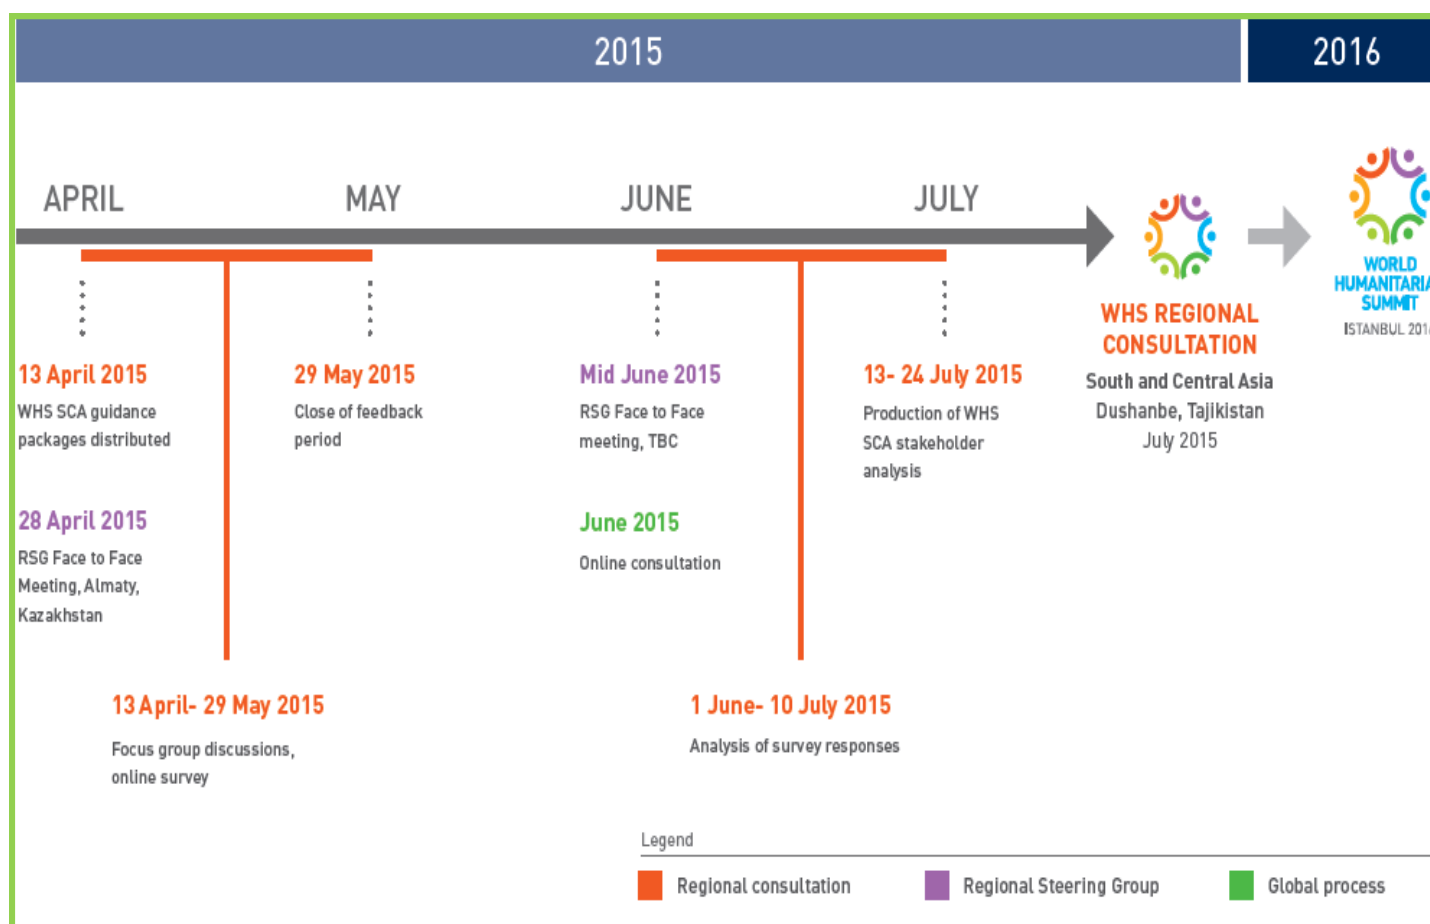 2015
2016
APRIL
MAY
JUNE
JULY
WORLD
HUMANITARIA
SUMMIT
ISTANBUL 201
WHS REGIONAL
CONSULTATION
South and Central Asia
Dushanbe, Tajikistan
July 2015
13 April 2015
WHS SCA guidance
packages distributed
29 May 2015
Close of feedback
period
Mid June 2015
RSG Face to Face
meeting, TBC
13- 24 July 2015
Production of WHS
SCA stakeholder
analysis
28 April 2015
RSG Face to Face
Meeting, Almaty,
Kazakhstan
June 2015
Online consultation
13 April- 29 May 2015
Focus group discussions,
online survey
1 June- 10 July 2015
Analysis of survey responses
Legend
Regional consultation
Regional Steering Group
Global process